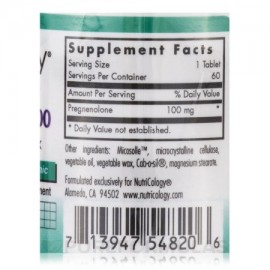 y
00
Supplement Facts
Serving Size 1 Tablet
Servings Per Container 60
Amount Per Serving % Daily Value
Pregnenolone 100 mg *
* Daily Value not established.
Other ingredients: Micosolle™, microcrystalline cellulose,
vegetable oil, vegetable wax, Cab-o-sil®, magnesium stearate.
Formulated exclusively for NutriCology®
Alameda, CA 94502 www.nutricology.com
7 13947 54820 6